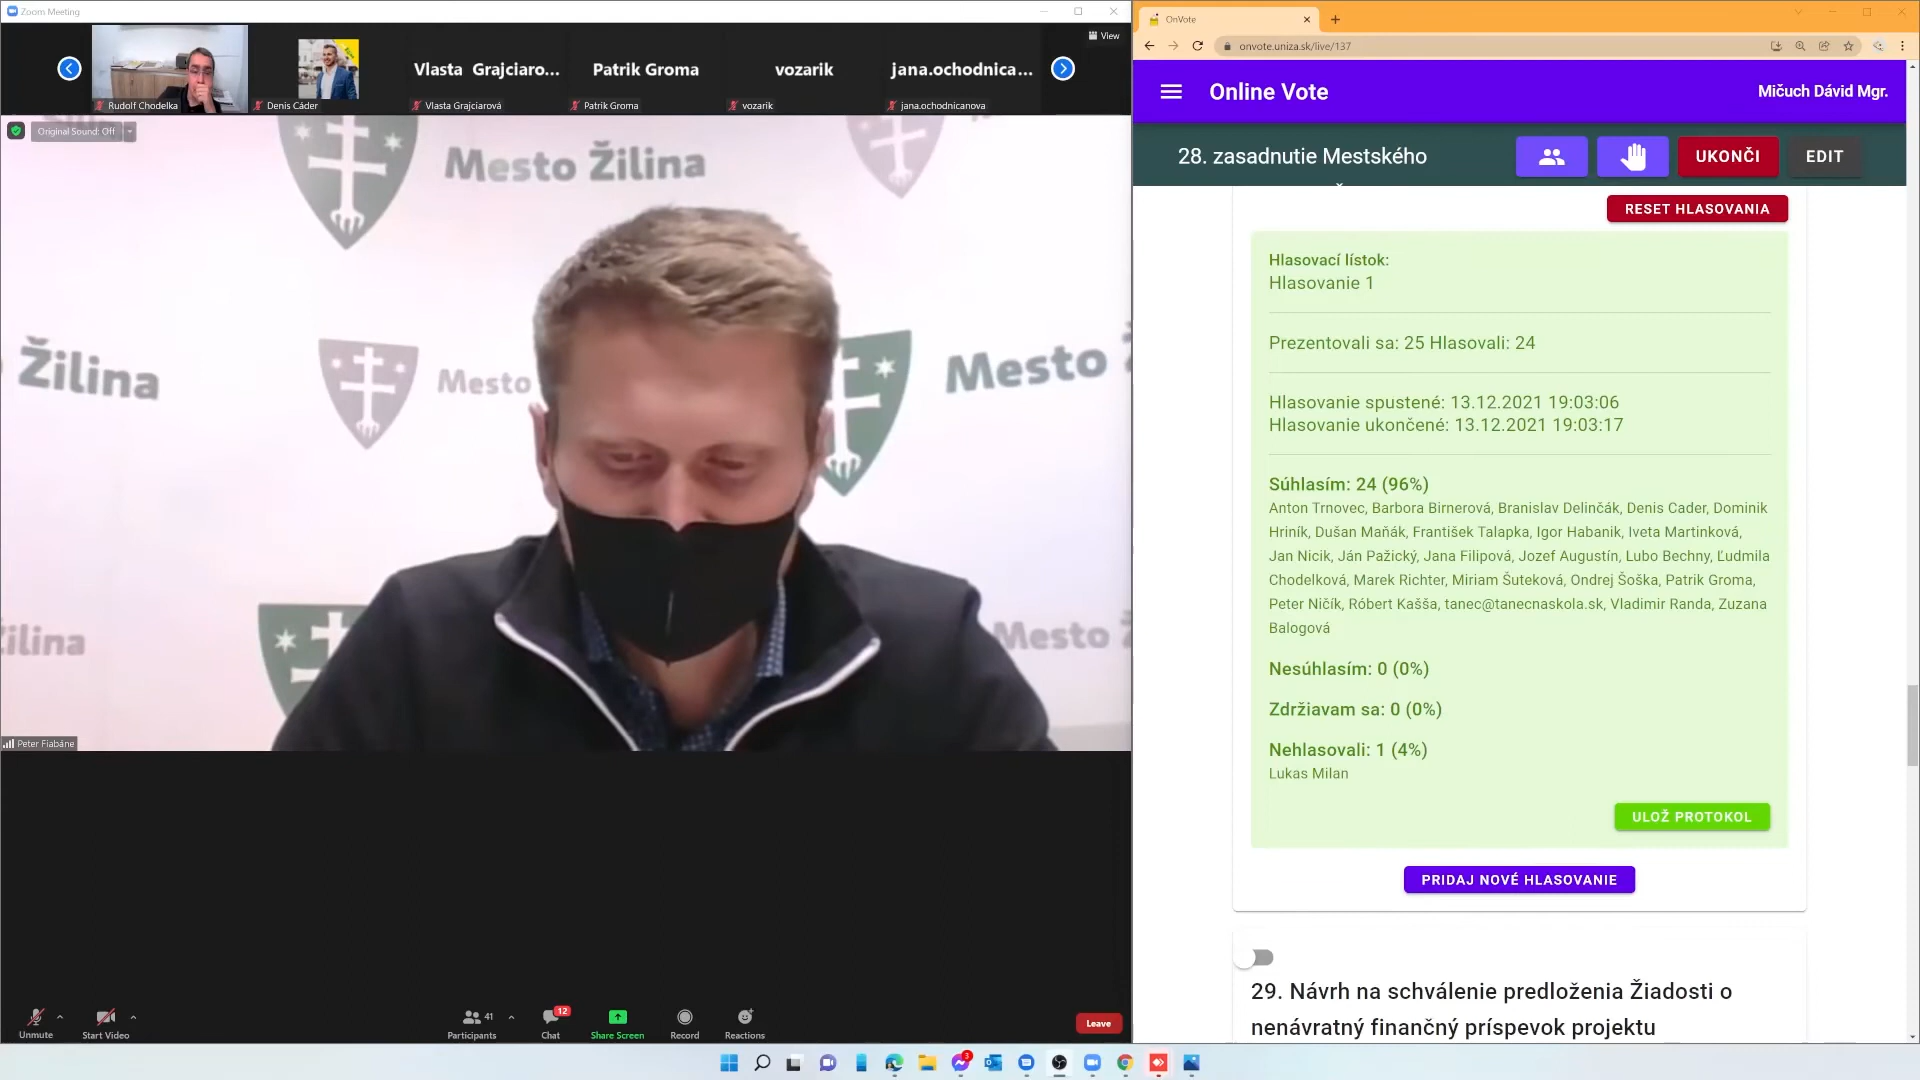 Zoom Meeting
View
Vlasta Grajciaro...
Patrik Groma
vozarik
jana.ochodnica...
Rudolf Chodelka
Denis Cáder
Vlasta Grajciarová
Patrik Groma
vozarik
jana.ochodnicanova
Original Sound: Off
Mesto Žilina
Žilina
Mesto
Mesto
ilina
Mesto
Peter Fiabáne
Unmute
Start Video
Participants
41
Chat
12
Share Screen
Record
Reactions
Leave
OnVote
onvote.uniza.sk/live/137
Online Vote
Mičuch Dávid Mgr.
28. zasadnutie Mestského
UKONČI
EDIT
RESET HLASOVANIA
Hlasovací lístok:
Hlasovanie 1
Prezentovali sa: 25 Hlasovali: 24
Hlasovanie spustené: 13.12.2021 19:03:06
Hlasovanie ukončené: 13.12.2021 19:03:17
Súhlasím: 24 (96%)
Anton Trnovec, Barbora Birnerová, Branislav Delinčák, Denis Cader, Dominik
Hriník, Dušan Maňák, František Talapka, Igor Habanik, Iveta Martinková,
Jan Nicik, Ján Pažický, Jana Filipová, Jozef Augustín, Lubo Bechny, Ľudmila
Chodelková, Marek Richter, Miriam Šuteková, Ondrej Šoška, Patrik Groma,
Peter Ničík, Róbert Kašša, tanec@tanecnaskola.sk, Vladimir Randa, Zuzana
Balogová
Nesúhlasím: 0 (0%)
Zdržiavam sa: 0 (0%)
Nehlasovali: 1 (4%)
Lukas Milan
ULOŽ PROTOKOL
PRIDAJ NOVÉ HLASOVANIE
29. Návrh na schválenie predloženia Žiadosti o
nenávratný finančný príspevok projektu
3